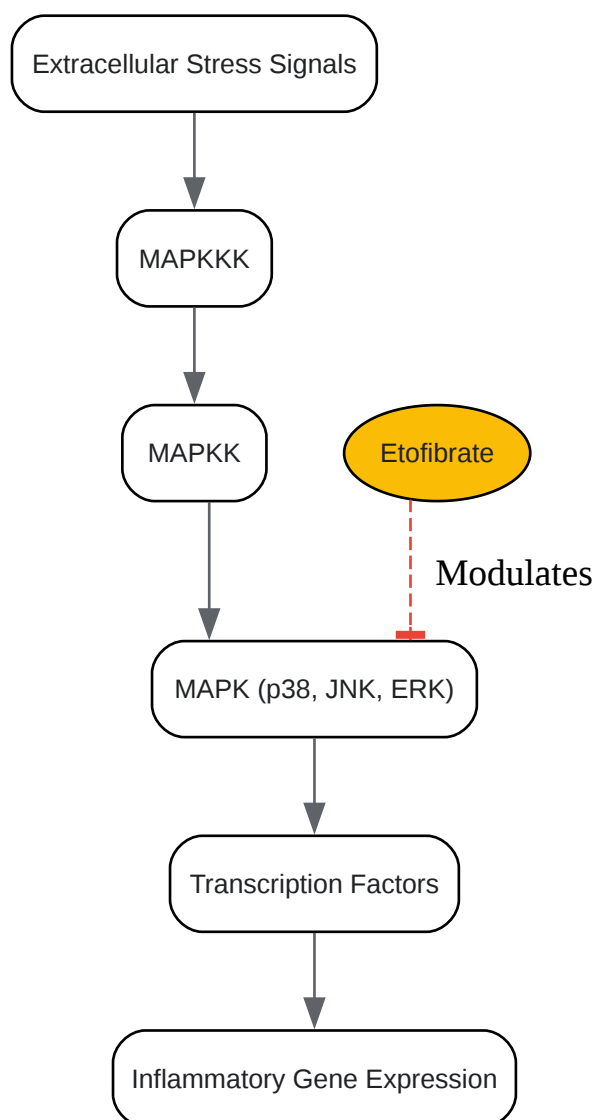 Extracellular Stress Signals
MAPKKK
MAPKK
Etofibrate
Modulates
MAPK (p38, JNK, ERK)
Transcription Factors
Inflammatory Gene Expression